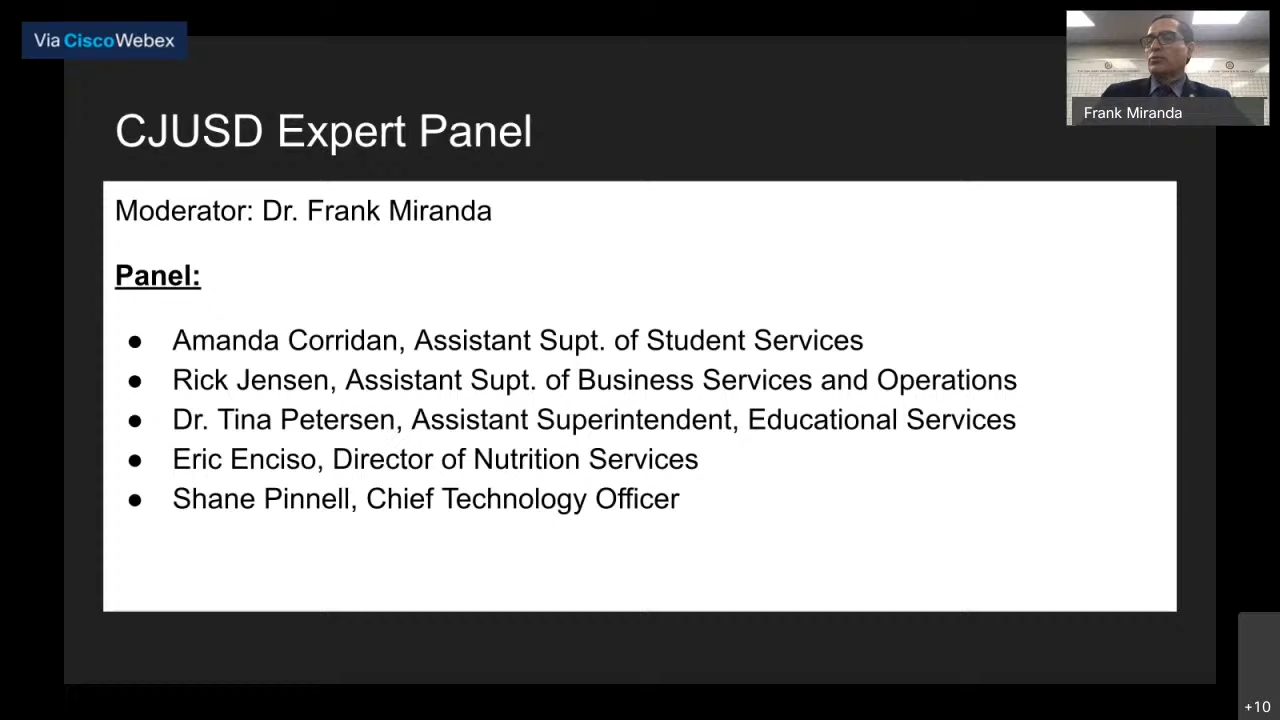 Via CiscoWebex
Frank Miranda
CJUSD Expert Panel
Moderator: Dr. Frank Miranda
Panel:
● Amanda Corridan, Assistant Supt. of Student Services
● Rick Jensen, Assistant Supt. of Business Services and Operations
● Dr. Tina Petersen, Assistant Superintendent, Educational Services
● Eric Enciso, Director of Nutrition Services
● Shane Pinnell, Chief Technology Officer
+10